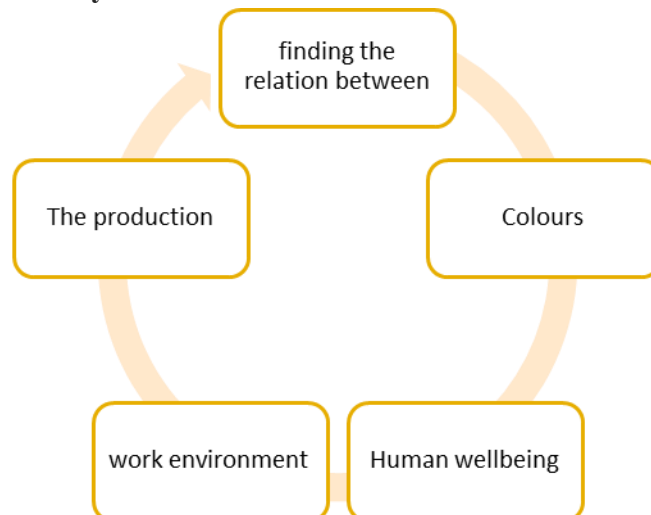 finding the
relation between
Colours
Human wellbeing
work environment
The production